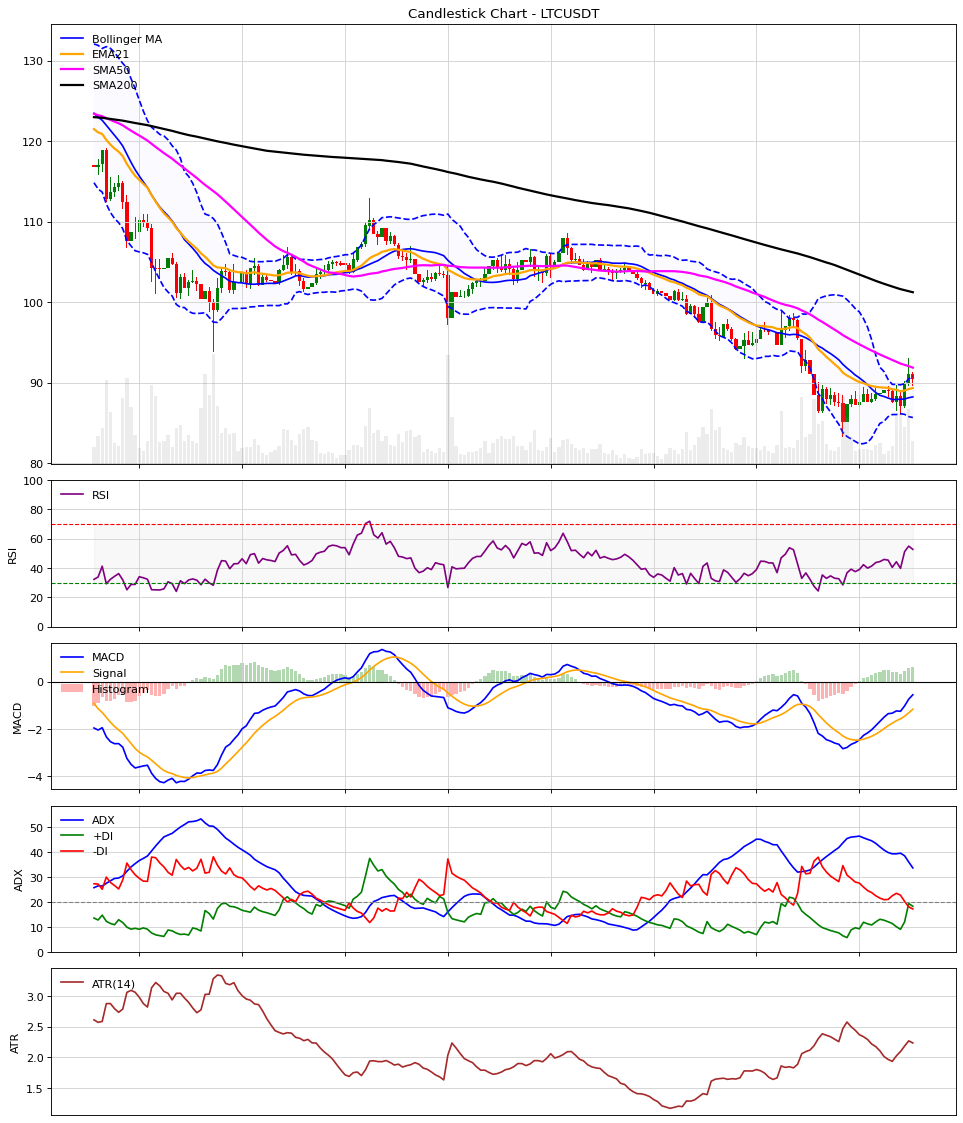 Candlestick Chart - LTCUSDT
Bollinger MA
EMA21
SMA50
SMA200
130
120
110
100
90
80
RSI
RSI
100
80
60
40
20
0
MACD
Signal
Histogram
MACD
0
−2
−4
ADX
+DI
-DI
ADX
50
40
30
20
10
0
ATR(14)
ATR
3.0
2.5
2.0
1.5